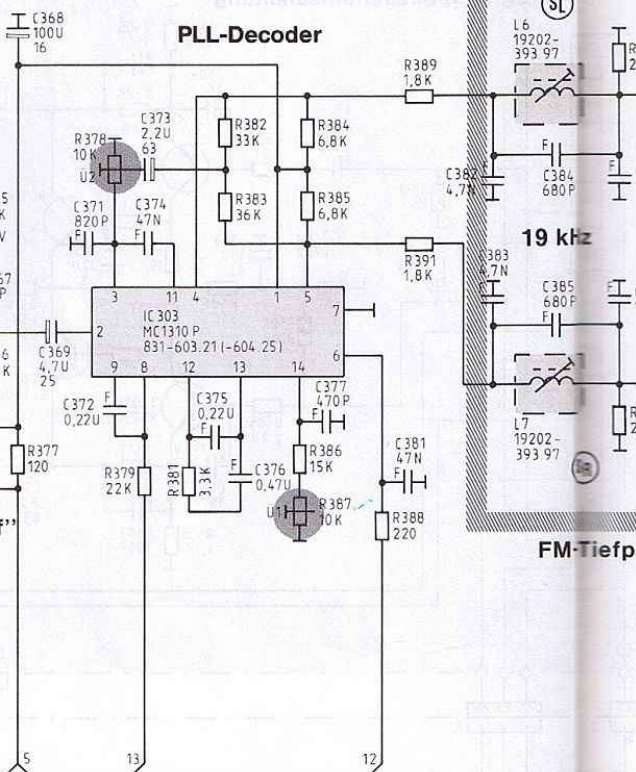 C368
100U
16
PLL-Decoder
SL
L6
19202-
393 97
R389
1,8K
C373
2,2U
63
R378
10K
U2
R382
33K
R384
6,8K
C382
4,7N
F
F
C384
680P
F
C371
820P
F
C374
47N
F
R383
36K
R385
6,8K
R391
1,8K
19 kHz
C383
4,7N
F
C385
680P
F
3
11
4
1
5
7
IC303
MC1310 P
831-603.21 (-604.25)
2
6
9
8
12
13
14
C369
4,7U
25
C372
0,22U
F
C375
0,22U
F
C377
470P
F
L7
19202-
393.97
R377
120
R379
22K
R381
3,3K
C376
0,47U
F
R386
15K
C381
47N
F
U1
R387
10K
R388
220
FM-Tiefp
5
13
12